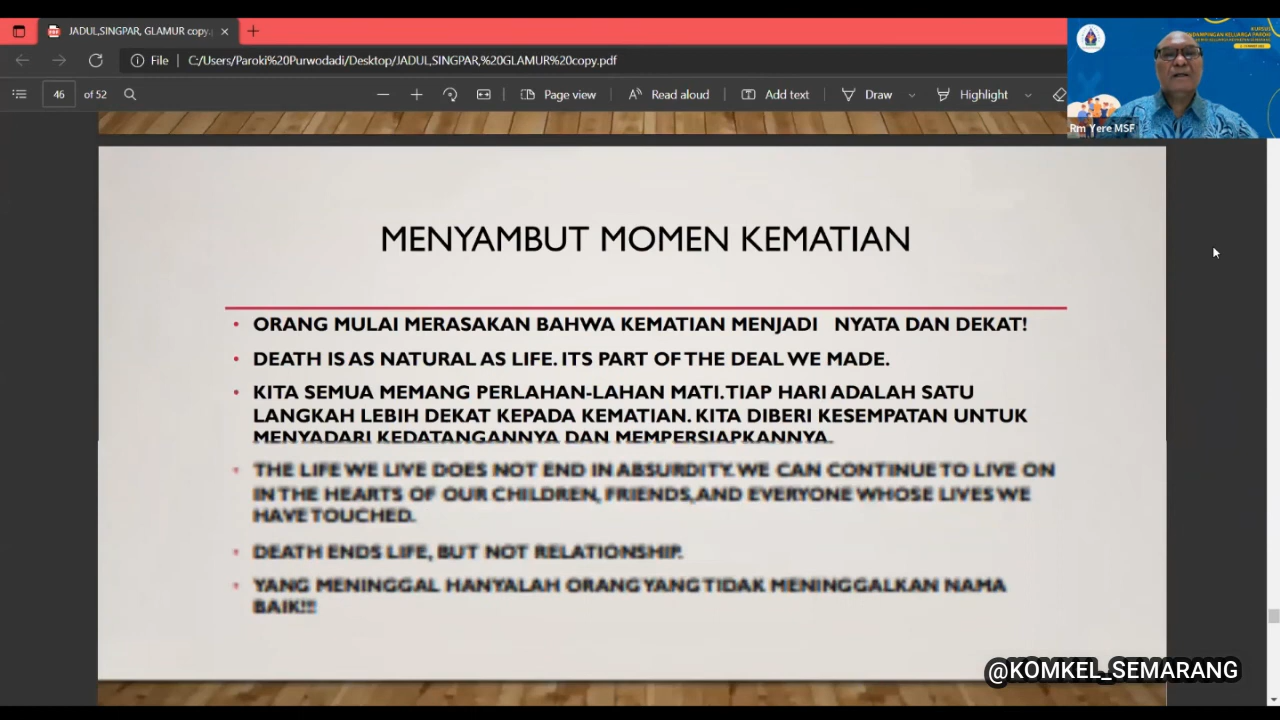 JADUL,SINGPAR, GLAMUR copy.
File
C:/Users/Paroki%20Purwodadi/Desktop/JADUL,SINGPAR,%20GLAMUR%20copy.pdf
46 of 52
Page view
Read aloud
Add text
Draw
Highlight
KURSUS
Rm Yere MSF
MENYAMBUT MOMEN KEMATIAN
• ORANG MULAI MERASAKAN BAHWA KEMATIAN MENJADI NYATA DAN DEKAT!
• DEATH IS AS NATURAL AS LIFE. ITS PART OF THE DEAL WE MADE.
• KITA SEMUA MEMANG PERLAHAN-LAHAN MATI. TIAP HARI ADALAH SATU
LANGKAH LEBIH DEKAT KEPADA KEMATIAN. KITA DIBERI KESEMPATAN UNTUK
MENYADARI KEDATANGANNYA DAN MEMPERSIAPKANNYA.
• THE LIFE WE LIVE DOES NOT END IN ABSURDITY. WE CAN CONTINUE TO LIVE ON
IN THE HEARTS OF OUR CHILDREN, FRIENDS, AND EVERYONE WHOSE LIVES WE
HAVE TOUCHED.
• DEATH ENDS LIFE, BUT NOT RELATIONSHIP.
• YANG MENINGGAL HANYALAH ORANG YANG TIDAK MENINGGALKAN NAMA
BAIK!!!
@KOMKEL_SEMARANG